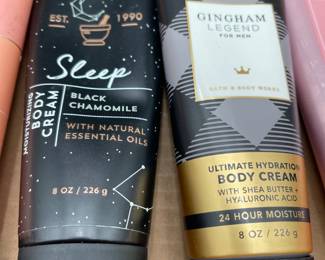 EST. 1990
Sleep
BLACK
CHAMOMILE
MOISTURIZING
BODY
CREAM
WITH NATURAL
ESSENTIAL OILS
8 OZ / 226 g
GINGHAM
LEGEND
FOR MEN
BATH & BODY WORKS
ULTIMATE HYDRATION
BODY CREAM
WITH SHEA BUTTER +
HYALURONIC ACID
24 HOUR MOISTURE
8 OZ / 226 g